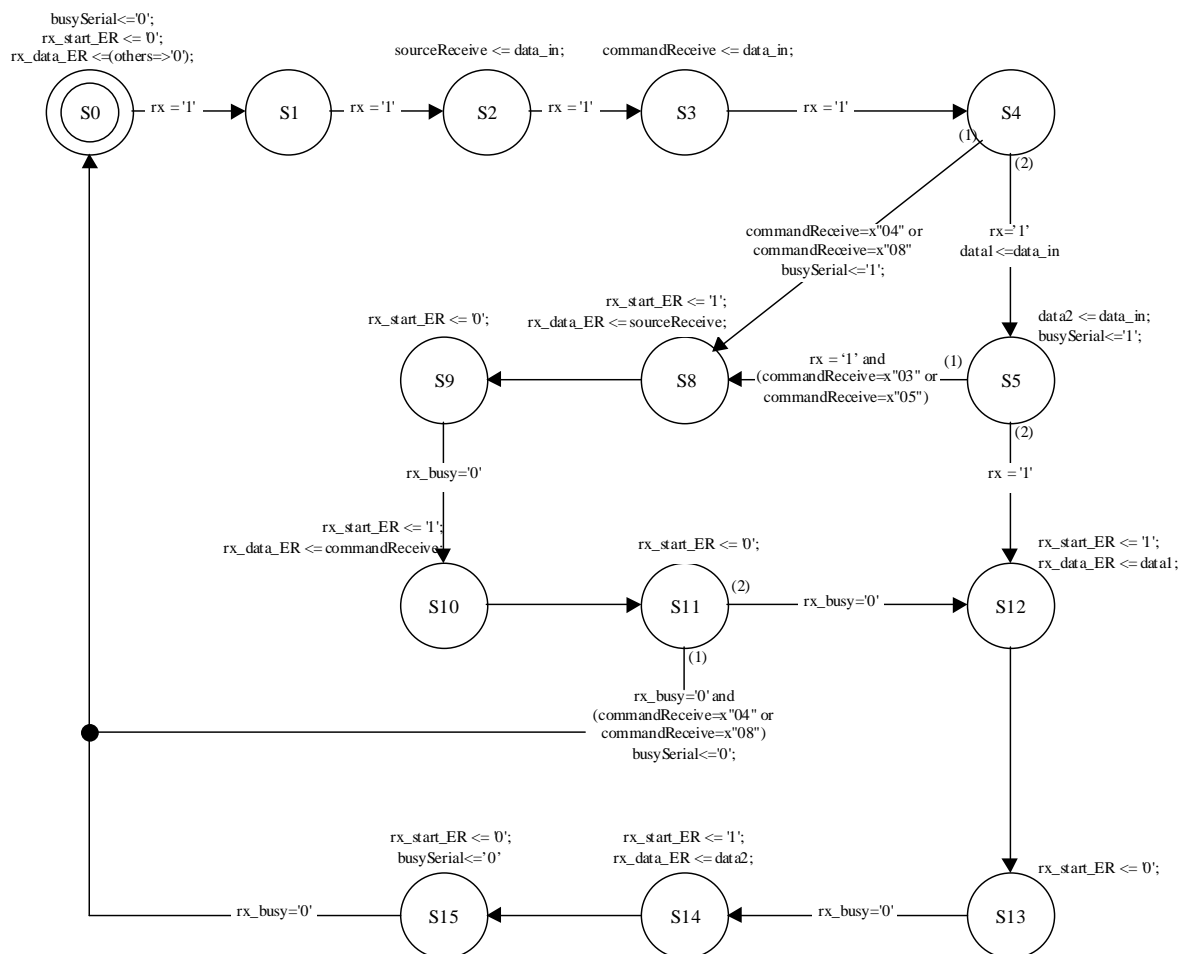 busySerial<='0';
rx_start_ER <= '0';
rx_data_ER <=(others=>'0');
sourceReceive <= data_in;
commandReceive <= data_in;
S0
rx = '1'
S1
rx = '1'
S2
rx = '1'
S3
rx = '1'
S4
(1)
(2)
commandReceive=x"04" or
commandReceive=x"08"
busySerial<='1';
rx='1'
data1<=data_in
rx_start_ER <= '0';
rx_start_ER <= '1';
rx_data_ER <= sourceReceive;
data2 <= data_in;
busySerial<='1';
S9
S8
rx = ‘1’ and
(commandReceive=x"03" or
commandReceive=x"05")
(1)
S5
(2)
rx_busy='0'
rx = '1'
rx_start_ER <= '1';
rx_data_ER <= commandReceive;
rx_start_ER <= '0';
rx_start_ER <= '1';
rx_data_ER <= data1;
S10
S11
(2)
rx_busy='0'
S12
(1)
rx_busy='0' and
(commandReceive=x"04" or
commandReceive=x"08")
busySerial<='0';
rx_start_ER <= '0';
busySerial<=’0’
rx_start_ER <= '1';
rx_data_ER <= data2;
rx_start_ER <= '0';
rx_busy='0'
S15
S14
rx_busy='0'
S13